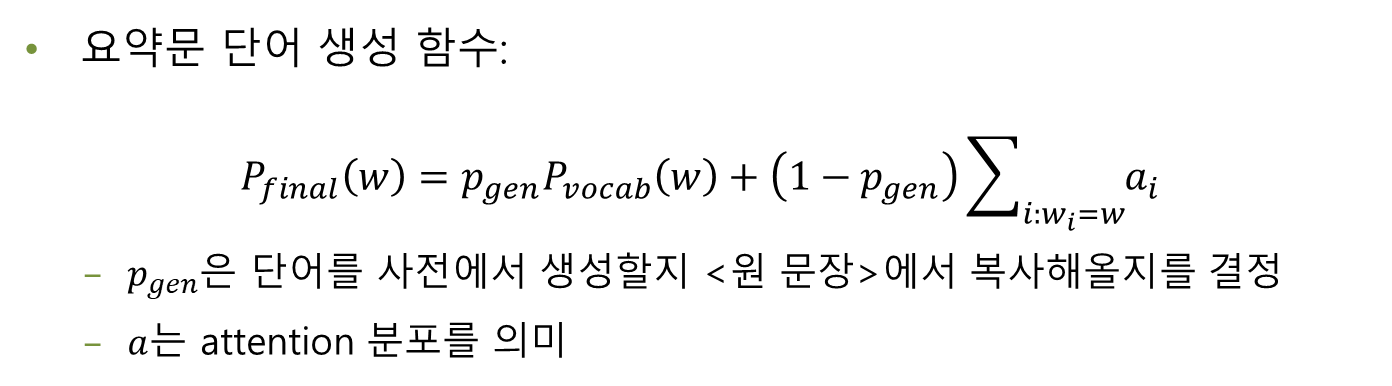 • 요약문 단어 생성 함수:
P_final(w) = p_gen P_vocab(w) + (1 − p_gen) ∑_{i:w_i=w} a_i
– p_gen은 단어를 사전에서 생성할지 <원 문장>에서 복사해올지를 결정
– a는 attention 분포를 의미